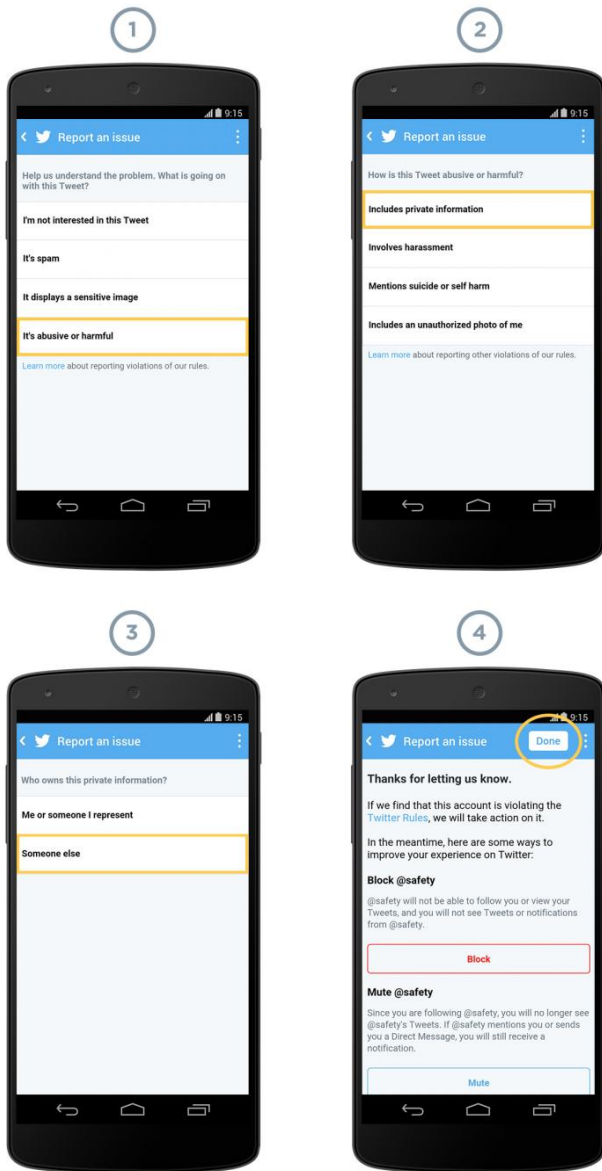 1
9:15
Report an issue
Help us understand the problem. What is going on
with this Tweet?
I'm not interested in this Tweet
It's spam
It displays a sensitive image
It's abusive or harmful
Learn more about reporting violations of our rules.
2
9:15
Report an issue
How is this Tweet abusive or harmful?
Includes private information
Involves harassment
Mentions suicide or self harm
Includes an unauthorized photo of me
Learn more about reporting other violations of our rules.
3
9:15
Report an issue
Who owns this private information?
Me or someone I represent
Someone else
4
9:15
Report an issue
Done
Thanks for letting us know.
If we find that this account is violating the
Twitter Rules, we will take action on it.
In the meantime, here are some ways to
improve your experience on Twitter:
Block @safety
@safety will not be able to follow you or view your
Tweets, and you will not see Tweets or notifications
from @safety.
Block
Mute @safety
Since you are following @safety, you will no longer see
@safety's Tweets. If @safety mentions you or sends
you a Direct Message, you will still receive a
notification.
Mute